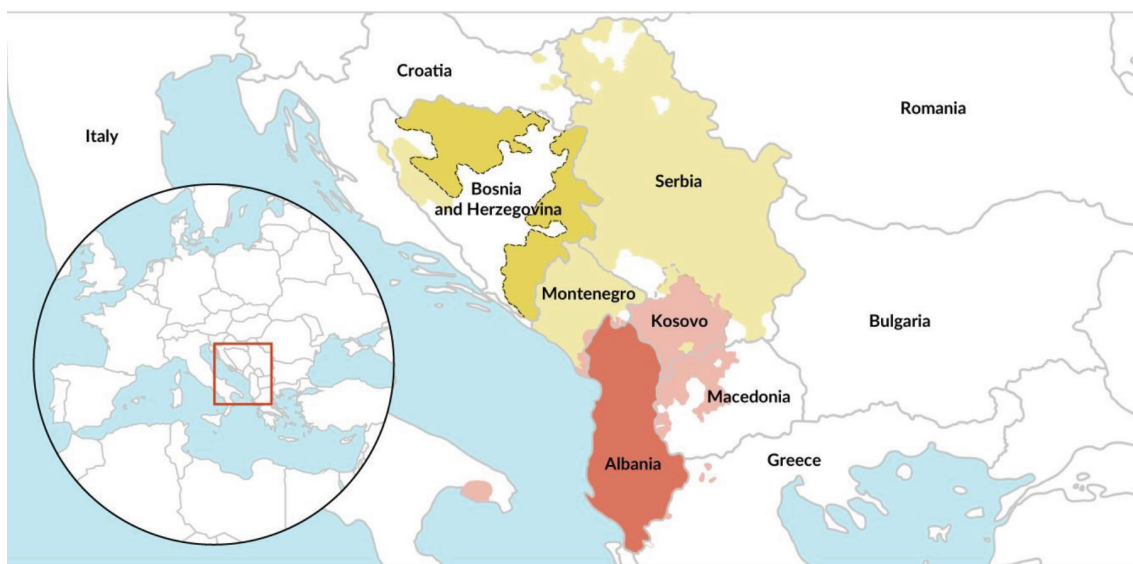 Croatia
Romania
Italy
Serbia
Bosnia
and Herzegovina
Montenegro
Kosovo
Bulgaria
Macedonia
Albania
Greece